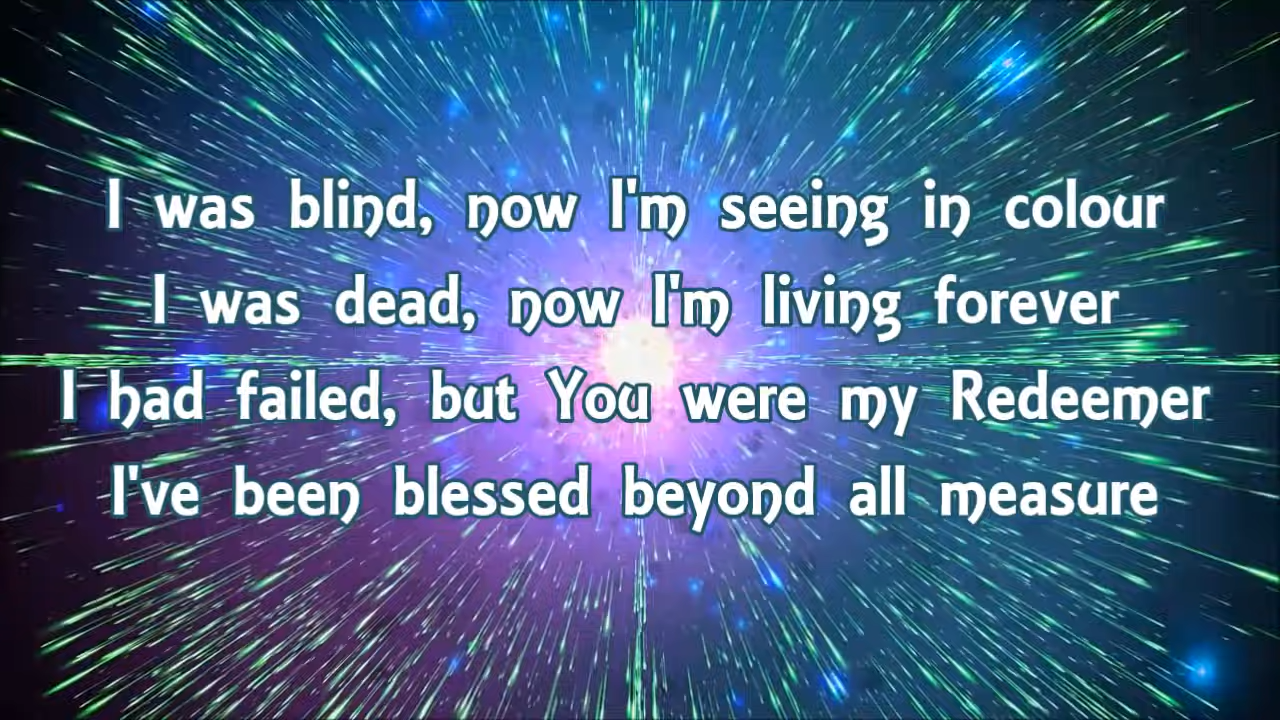 I was blind, now I'm seeing in colour
I was dead, now I'm living forever
I had failed, but You were my Redeemer
I've been blessed beyond all measure